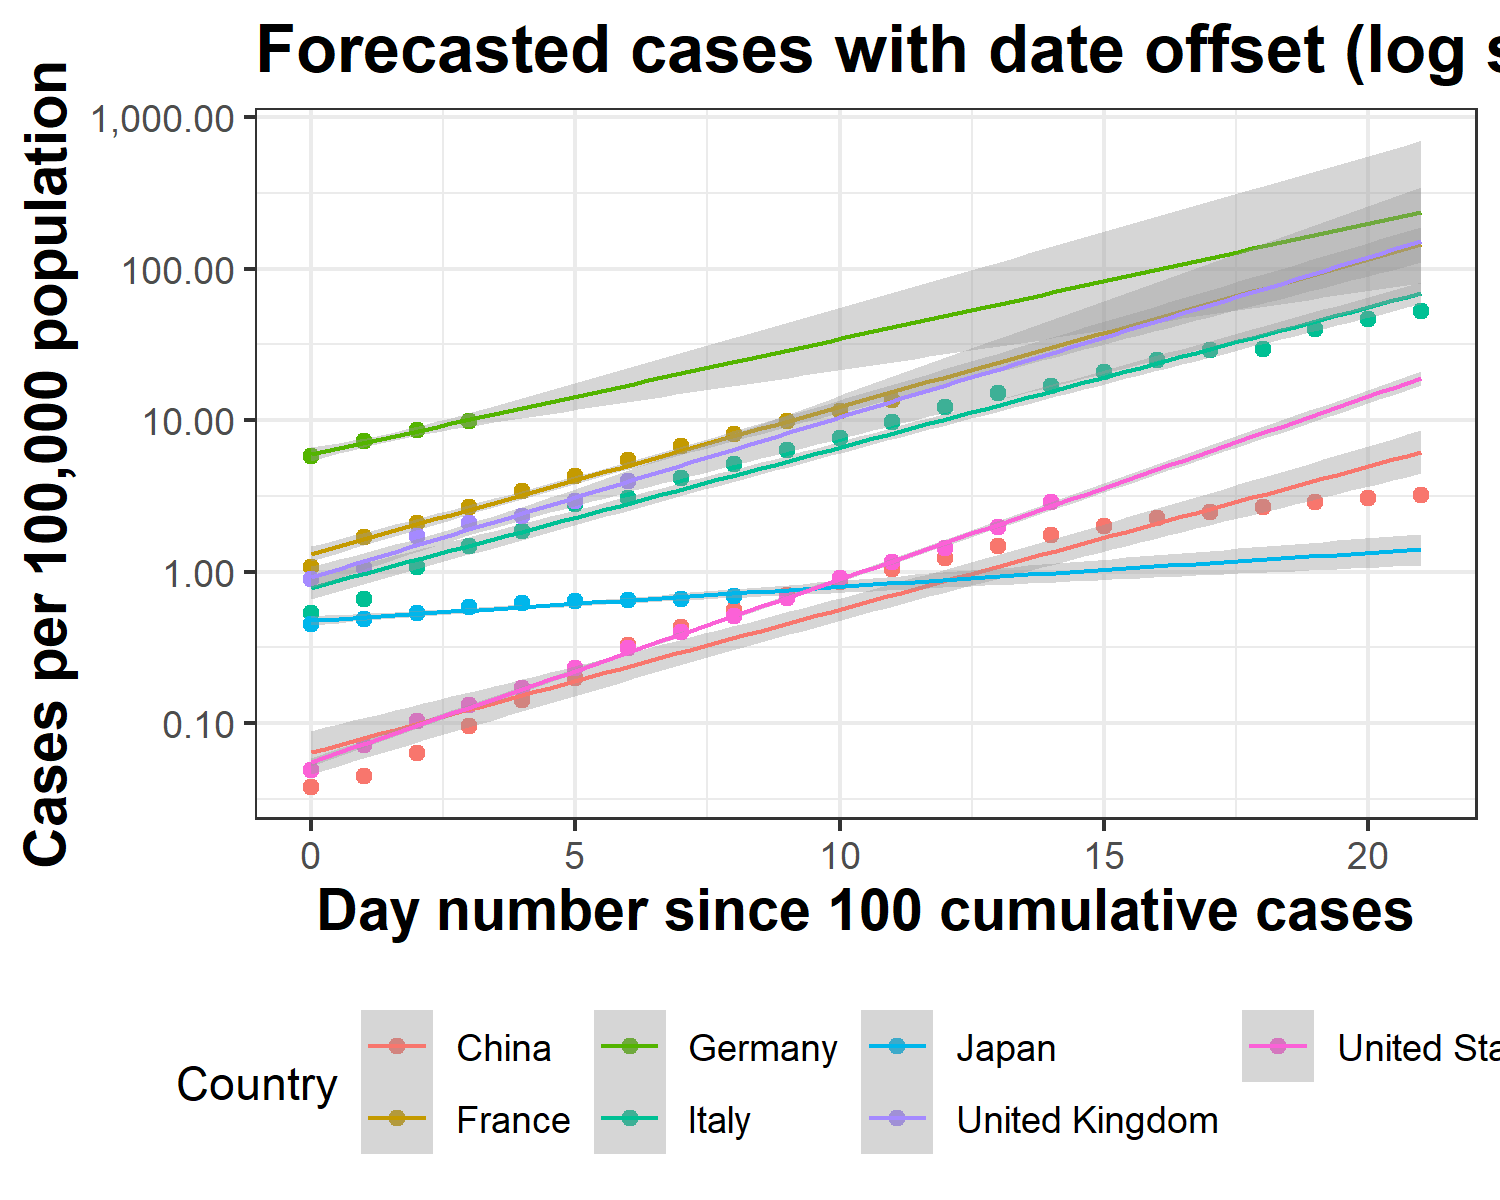 Forecasted cases with date offset (log s
Cases per 100,000 population
1,000.00
100.00
10.00
1.00
0.10
0 5 10 15 20
Day number since 100 cumulative cases
Country
China Germany Japan United Sta
France Italy United Kingdom